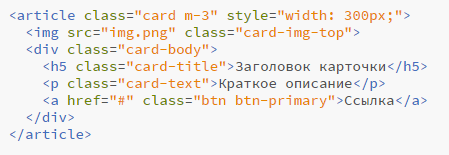 <article class="card m-3" style="width: 300px;">
<img src="img.png" class="card-img-top">
<div class="card-body">
<h5 class="card-title">Заголовок карточки</h5>
<p class="card-text">Краткое описание</p>
<a href="#" class="btn btn-primary">Ссылка</a>
</div>
</article>